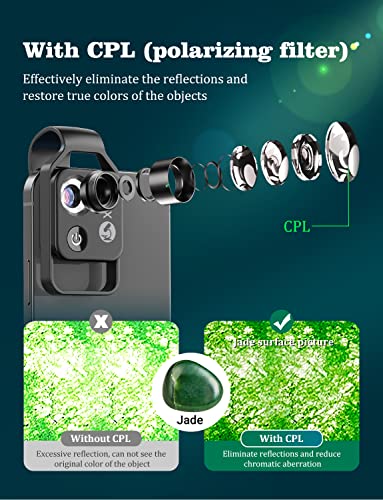 With CPL (polarizing filter)
Effectively eliminate the reflections and
restore true colors of the objects
CPL
X
Jade surface picture
Jade
Without CPL
With CPL
Excessive reflection, can not see the
original color of the object
Eliminate reflections and reduce
chromatic aberration